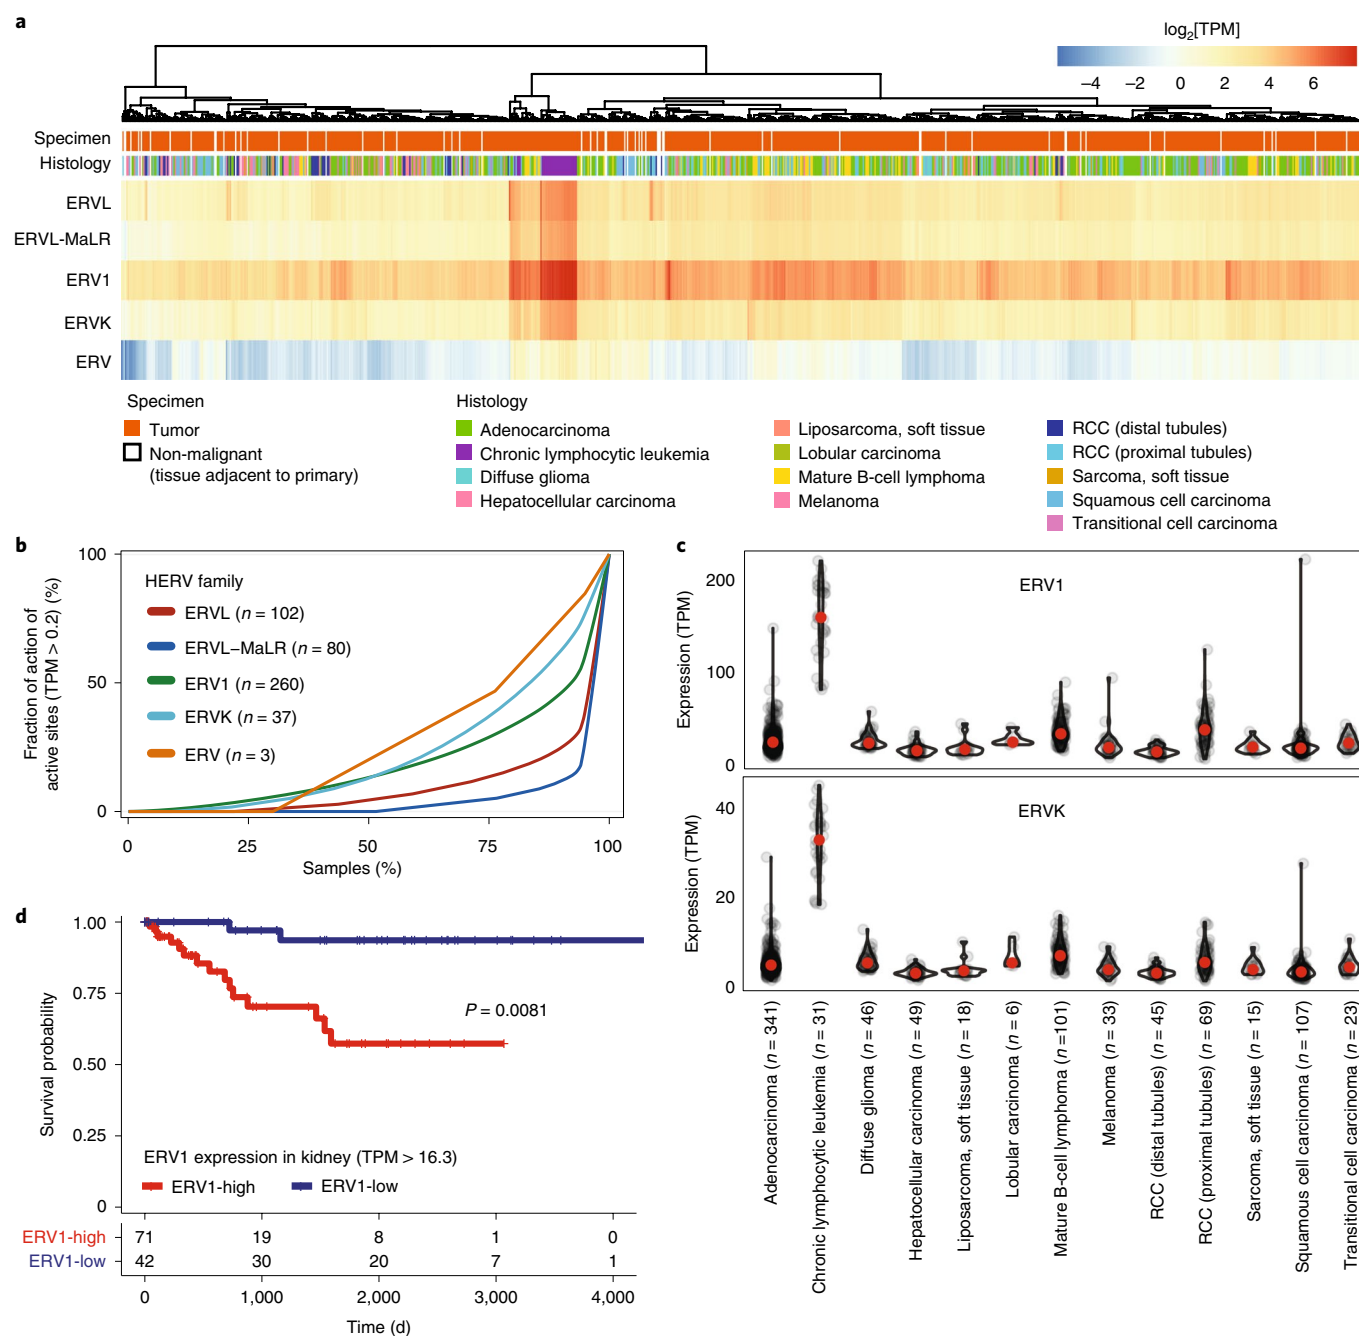 a
log2[TPM]
−4 −2 0 2 4 6
Specimen
Histology
ERVL
ERVL-MaLR
ERV1
ERVK
ERV
Specimen
Tumor
Non-malignant
(tissue adjacent to primary)
Histology
Adenocarcinoma
Chronic lymphocytic leukemia
Diffuse glioma
Hepatocellular carcinoma
Liposarcoma, soft tissue
Lobular carcinoma
Mature B-cell lymphoma
Melanoma
RCC (distal tubules)
RCC (proximal tubules)
Sarcoma, soft tissue
Squamous cell carcinoma
Transitional cell carcinoma
b
Fraction of action of
active sites (TPM > 0.2) (%)
100
50
0
HERV family
ERVL (n = 102)
ERVL−MaLR (n = 80)
ERV1 (n = 260)
ERVK (n = 37)
ERV (n = 3)
0 25 50 75 100
Samples (%)
c
Expression (TPM)
200
100
0
ERV1
Expression (TPM)
40
20
0
ERVK
Adenocarcinoma (n = 341)
Chronic lymphocytic leukemia (n = 31)
Diffuse glioma (n = 46)
Hepatocellular carcinoma (n = 49)
Liposarcoma, soft tissue (n = 18)
Lobular carcinoma (n = 6)
Mature B-cell lymphoma (n =101)
Melanoma (n = 33)
RCC (distal tubules) (n = 45)
RCC (proximal tubules) (n = 69)
Sarcoma, soft tissue (n = 15)
Squamous cell carcinoma (n = 107)
Transitional cell carcinoma (n = 23)
d
Survival probability
1.00
0.75
0.50
0.25
0
P = 0.0081
ERV1 expression in kidney (TPM > 16.3)
ERV1-high ERV1-low
ERV1-high 71 19 8 1 0
ERV1-low 42 30 20 7 1
0 1,000 2,000 3,000 4,000
Time (d)